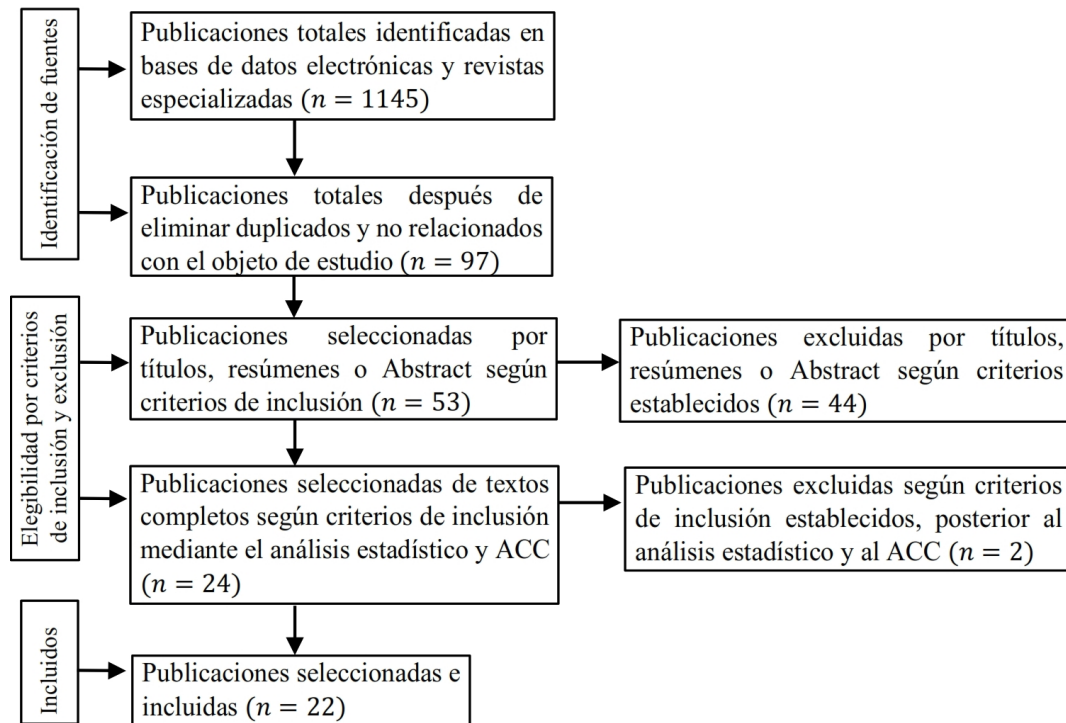 Identificación de fuentes
Publicaciones totales identificadas en
bases de datos electrónicas y revistas
especializadas (n = 1145)
Publicaciones totales después de
eliminar duplicados y no relacionados
con el objeto de estudio (n = 97)
Elegibilidad por criterios
de inclusión y exclusión
Publicaciones seleccionadas por
títulos, resúmenes o Abstract según
criterios de inclusión (n = 53)
Publicaciones excluidas por títulos,
resúmenes o Abstract según criterios
establecidos (n = 44)
Publicaciones seleccionadas de textos
completos según criterios de inclusión
mediante el análisis estadístico y ACC
(n = 24)
Publicaciones excluidas según criterios
de inclusión establecidos, posterior al
análisis estadístico y al ACC (n = 2)
Incluidos
Publicaciones seleccionadas e
incluidas (n = 22)